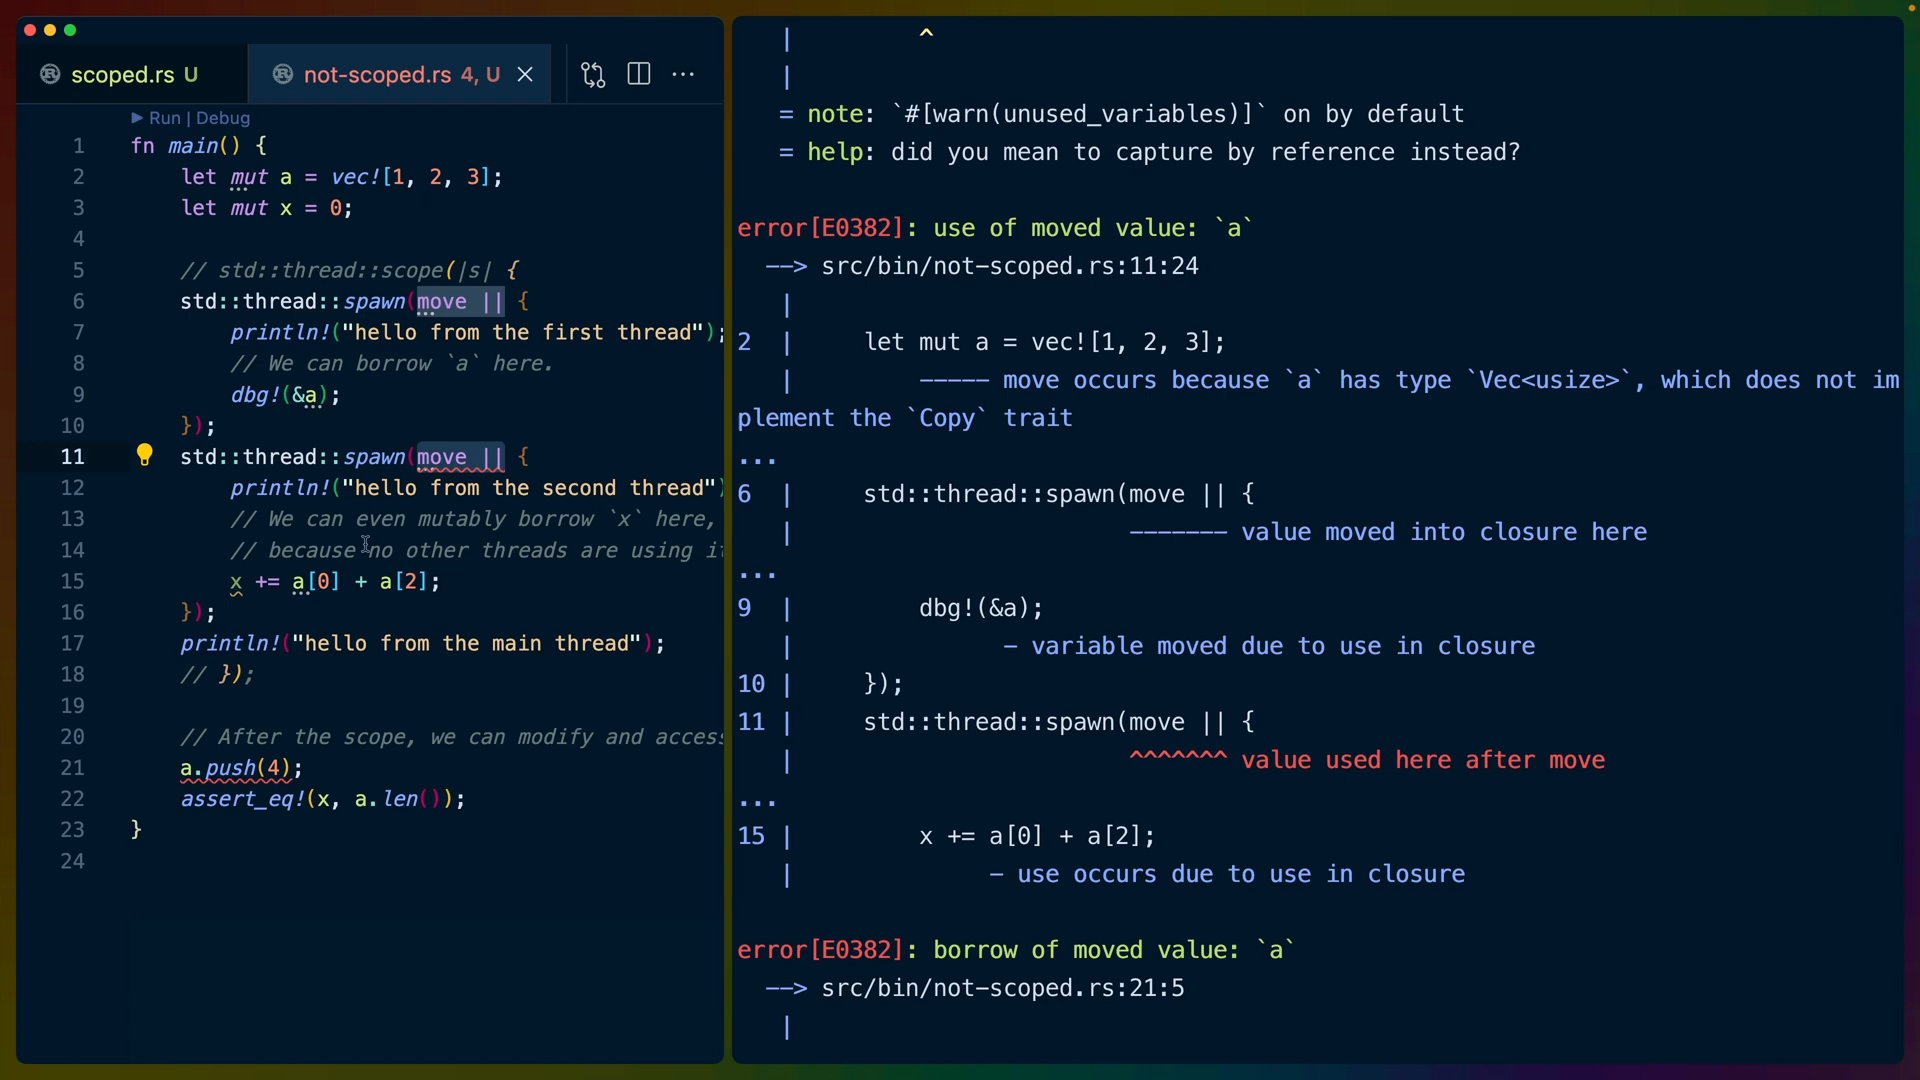 scoped.rs U
not-scoped.rs 4, U
Run | Debug
1 fn main() {
2 let mut a = vec![1, 2, 3];
3 let mut x = 0;
4
5 // std::thread::scope(|s| {
6 std::thread::spawn(move || {
7 println!("hello from the first thread");
8 // We can borrow `a` here.
9 dbg!(&a);
10 });
11 std::thread::spawn(move || {
12 println!("hello from the second thread")
13 // We can even mutably borrow `x` here,
14 // because no other threads are using it
15 x += a[0] + a[2];
16 });
17 println!("hello from the main thread");
18 // });
19
20 // After the scope, we can modify and access
21 a.push(4);
22 assert_eq!(x, a.len());
23 }
24
| ^
|
= note: `#[warn(unused_variables)]` on by default
= help: did you mean to capture by reference instead?
error[E0382]: use of moved value: `a`
--> src/bin/not-scoped.rs:11:24
|
2 | let mut a = vec![1, 2, 3];
| ----- move occurs because `a` has type `Vec<usize>`, which does not im
plement the `Copy` trait
...
6 | std::thread::spawn(move || {
| ------- value moved into closure here
...
9 | dbg!(&a);
| - variable moved due to use in closure
10 | });
11 | std::thread::spawn(move || {
| ^^^^^^^ value used here after move
...
15 | x += a[0] + a[2];
| - use occurs due to use in closure
error[E0382]: borrow of moved value: `a`
--> src/bin/not-scoped.rs:21:5
|